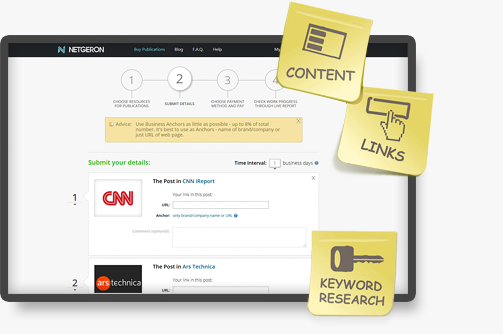 NETGERON
Buy Publications Blog F.A.Q. Help
1 2 3 4
CHOOSE RESOURCES
FOR PUBLICATIONS
SUBMIT DETAILS
CHOOSE PAYMENT
METHOD AND PAY
CHECK WORK PROGRESS
THROUGH LIVE REPORT
Advice: Use Business Anchors as little as possible - up to 8% of total
number. It's best to use as Anchors - name of brand/company or
just URL of web page.
X
Submit your details:
Time Interval: 1 business days
1
CNN
The Post in CNN iReport
X
Your link in this post:
URL:
Anchor: only brand/company name or URL
Comment (optional):
2
ars technica
The Post in Ars Technica
Your link in this post:
URL:
CONTENT
LINKS
KEYWORD
RESEARCH